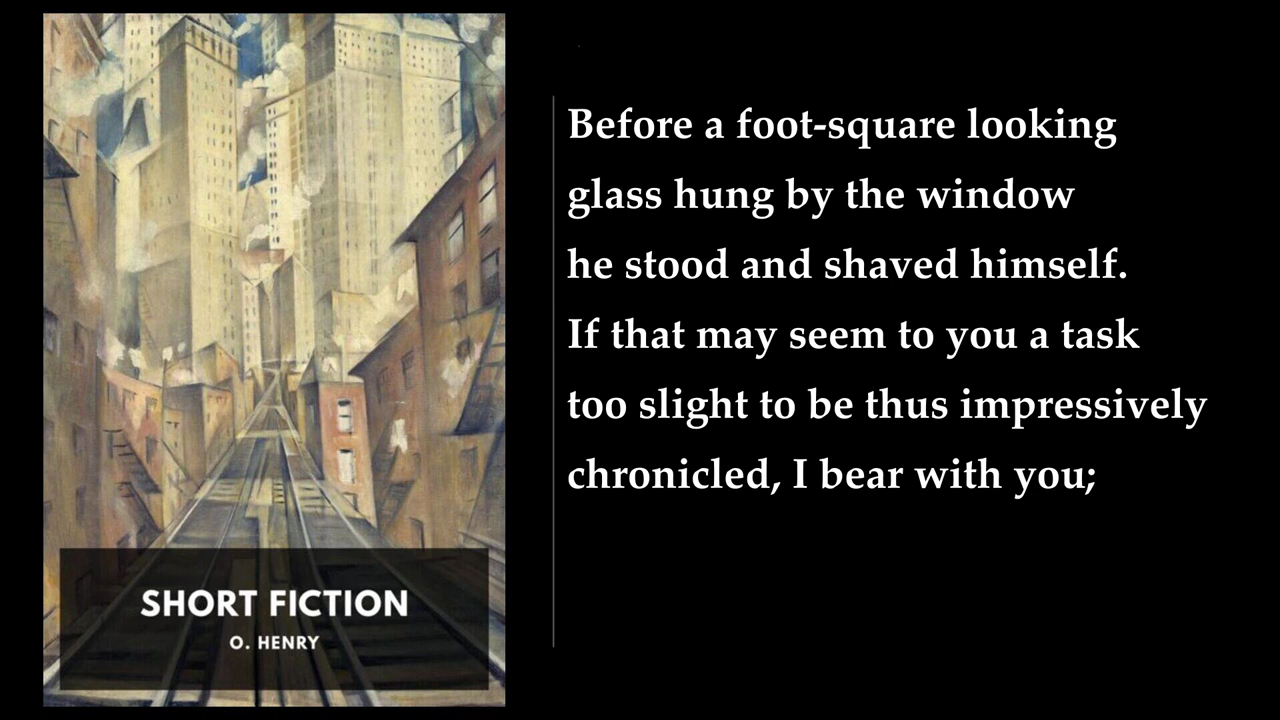 Before a foot-square looking
glass hung by the window
he stood and shaved himself.
If that may seem to you a task
too slight to be thus impressively
chronicled, I bear with you;
SHORT FICTION
O. HENRY